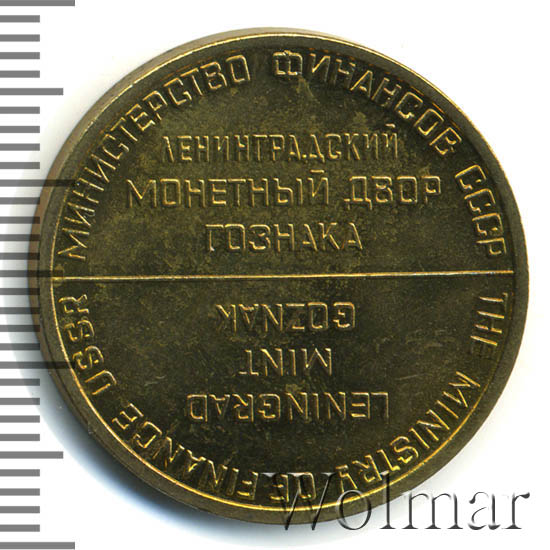 МИНИСТЕРСТВО ФИНАНСОВ СССР
ЛЕНИНГРАДСКИЙ
МОНЕТНЫЙ ДВОР
ГОЗНАКА
THE MINISTRY OF FINANCE USSR
LENINGRAD
MINT
GOZNAK
Wolmar